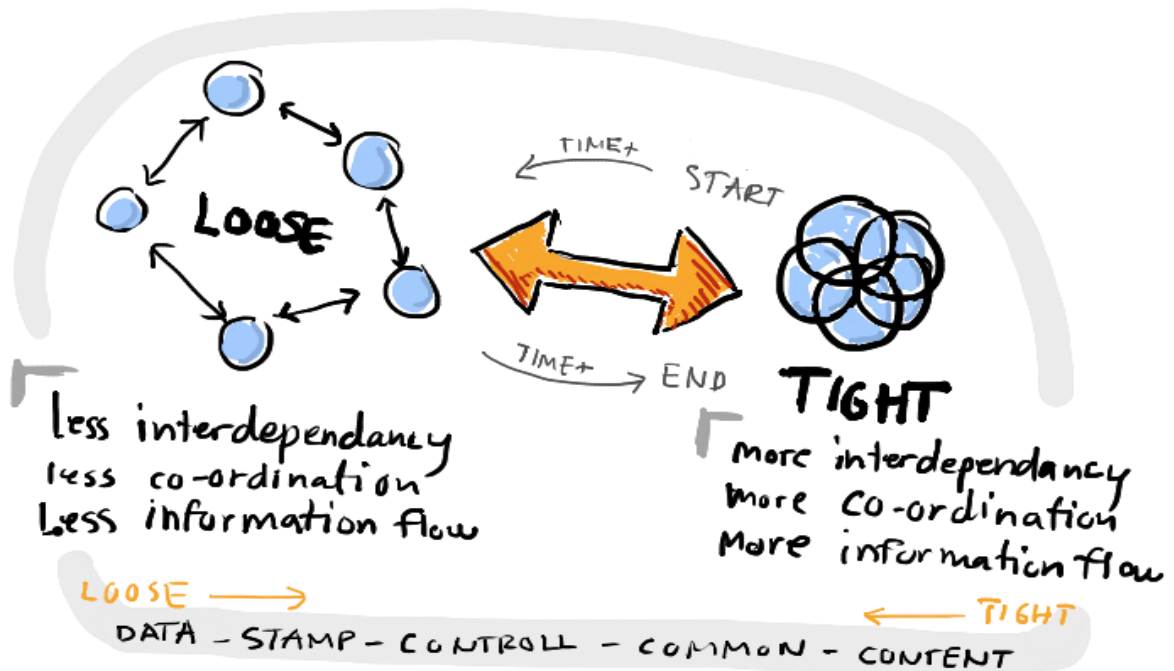 TIME+
START
LOOSE
TIME+
END
TIGHT
Less interdependancy
less co-ordination
Less information flow
more interdependancy
more co-ordination
More information flow
LOOSE
TIGHT
DATA - STAMP - CONTROLL - COMMON - CONTENT